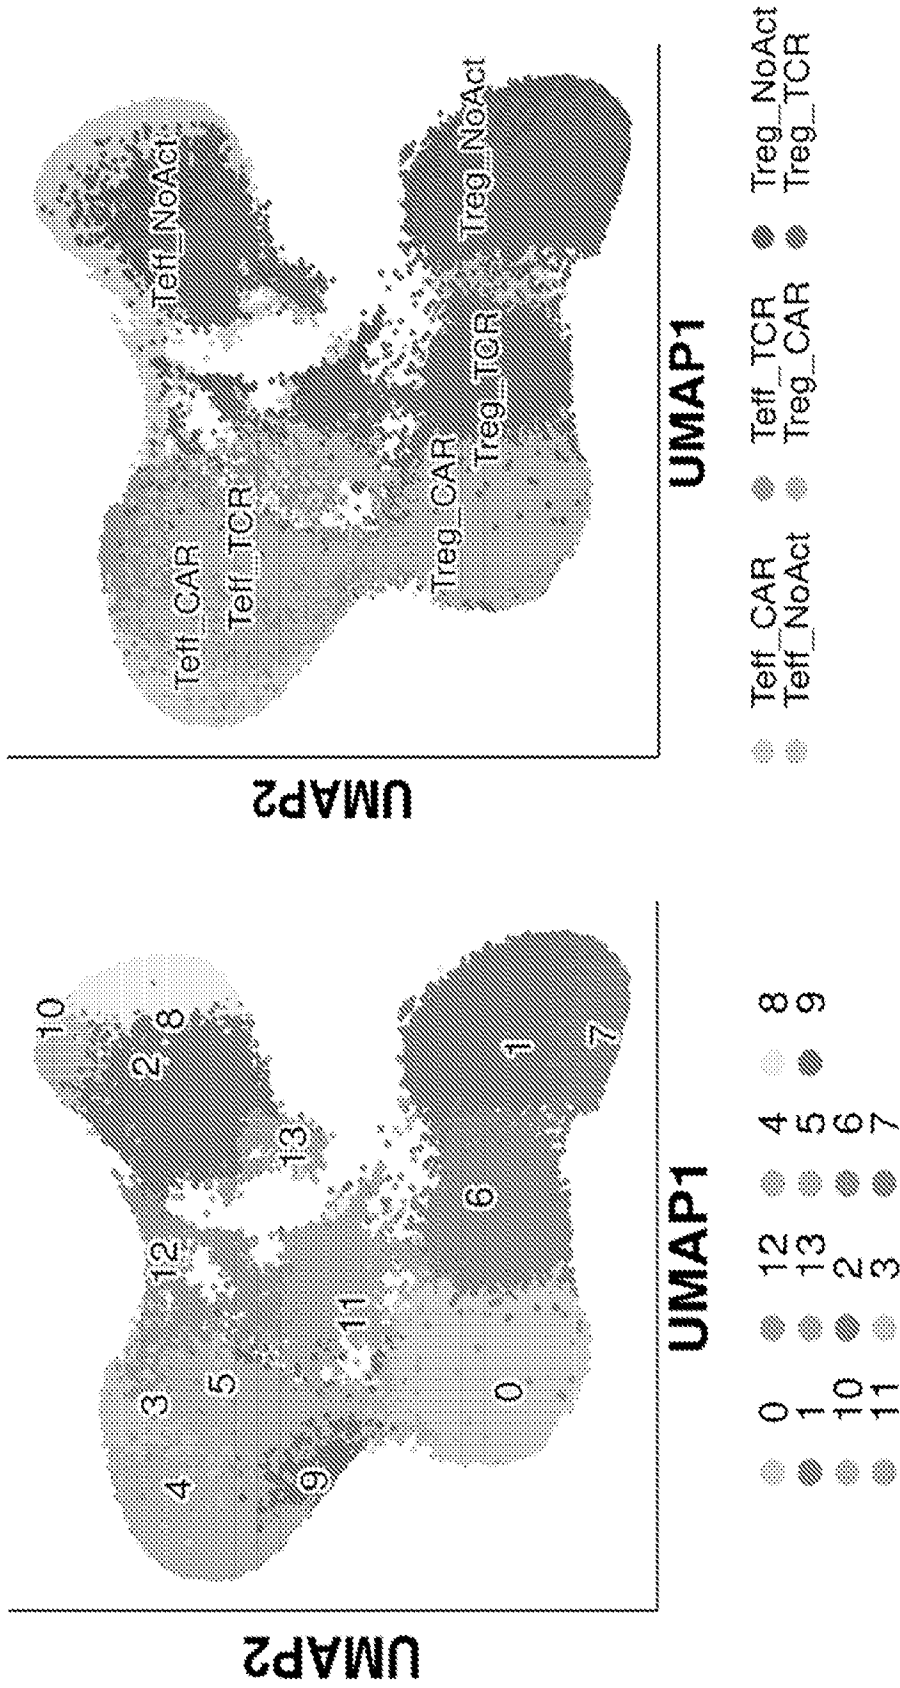 UMAP2
10
2
8
12
13
3
5
4
11
9
6
1
7
0
UMAP1
0 12 4 8
1 13 5 9
10 2 6
11 3 7
UMAP2
Teff_NoAct
Teff_CAR
Teff_TCR
Treg_NoAct
Treg_CAR
Treg_TCR
UMAP1
Teff_CAR Teff_TCR Treg_NoAct
Teff_NoAct Treg_CAR Treg_TCR